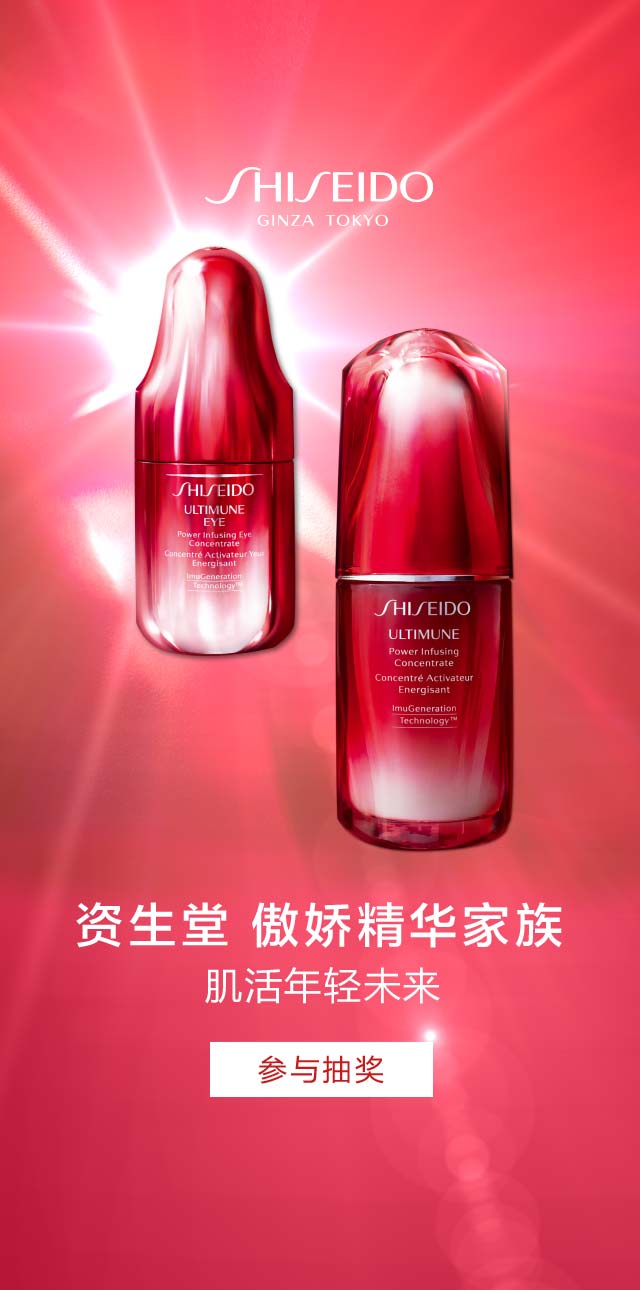 SHISEIDO
GINZA TOKYO
SHISEIDO
ULTIMUNE
EYE
Power Infusing Eye
Concentrate
Concentré Activateur Yeux
Energisant
ImuGeneration
Technology™
SHISEIDO
ULTIMUNE
Power Infusing
Concentrate
Concentré Activateur
Energisant
ImuGeneration
Technology™
资生堂 傲娇精华家族
肌活年轻未来
参与抽奖